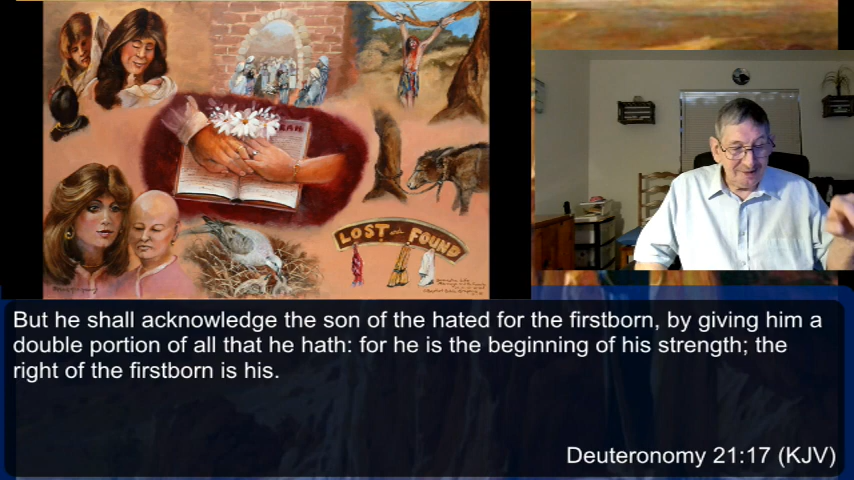 LOST and FOUND
But he shall acknowledge the son of the hated for the firstborn, by giving him a
double portion of all that he hath: for he is the beginning of his strength; the
right of the firstborn is his.
Deuteronomy 21:17 (KJV)